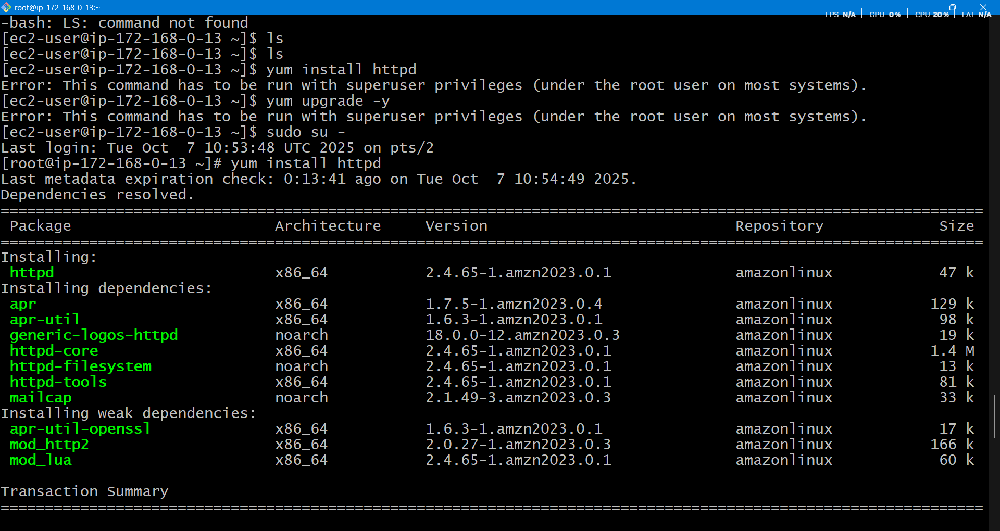 root@ip-172-168-0-13:~
FPS N/A GPU 0% CPU 20% LAT N/A
-bash: LS: command not found
[ec2-user@ip-172-168-0-13 ~]$ ls
[ec2-user@ip-172-168-0-13 ~]$ ls
[ec2-user@ip-172-168-0-13 ~]$ yum install httpd
Error: This command has to be run with superuser privileges (under the root user on most systems).
[ec2-user@ip-172-168-0-13 ~]$ yum upgrade -y
Error: This command has to be run with superuser privileges (under the root user on most systems).
[ec2-user@ip-172-168-0-13 ~]$ sudo su -
Last login: Tue Oct  7 10:53:48 UTC 2025 on pts/2
[root@ip-172-168-0-13 ~]# yum install httpd
Last metadata expiration check: 0:13:41 ago on Tue Oct  7 10:54:49 2025.
Dependencies resolved.
===============================================================================================================
Package Architecture Version Repository Size
===============================================================================================================
Installing:
httpd x86_64 2.4.65-1.amzn2023.0.1 amazonlinux 47 k
Installing dependencies:
apr x86_64 1.7.5-1.amzn2023.0.4 amazonlinux 129 k
apr-util x86_64 1.6.3-1.amzn2023.0.1 amazonlinux 98 k
generic-logos-httpd noarch 18.0.0-12.amzn2023.0.3 amazonlinux 19 k
httpd-core x86_64 2.4.65-1.amzn2023.0.1 amazonlinux 1.4 M
httpd-filesystem noarch 2.4.65-1.amzn2023.0.1 amazonlinux 13 k
httpd-tools x86_64 2.4.65-1.amzn2023.0.1 amazonlinux 81 k
mailcap noarch 2.1.49-3.amzn2023.0.3 amazonlinux 33 k
Installing weak dependencies:
apr-util-openssl x86_64 1.6.3-1.amzn2023.0.1 amazonlinux 17 k
mod_http2 x86_64 2.0.27-1.amzn2023.0.3 amazonlinux 166 k
mod_lua x86_64 2.4.65-1.amzn2023.0.1 amazonlinux 60 k
Transaction Summary
===============================================================================================================